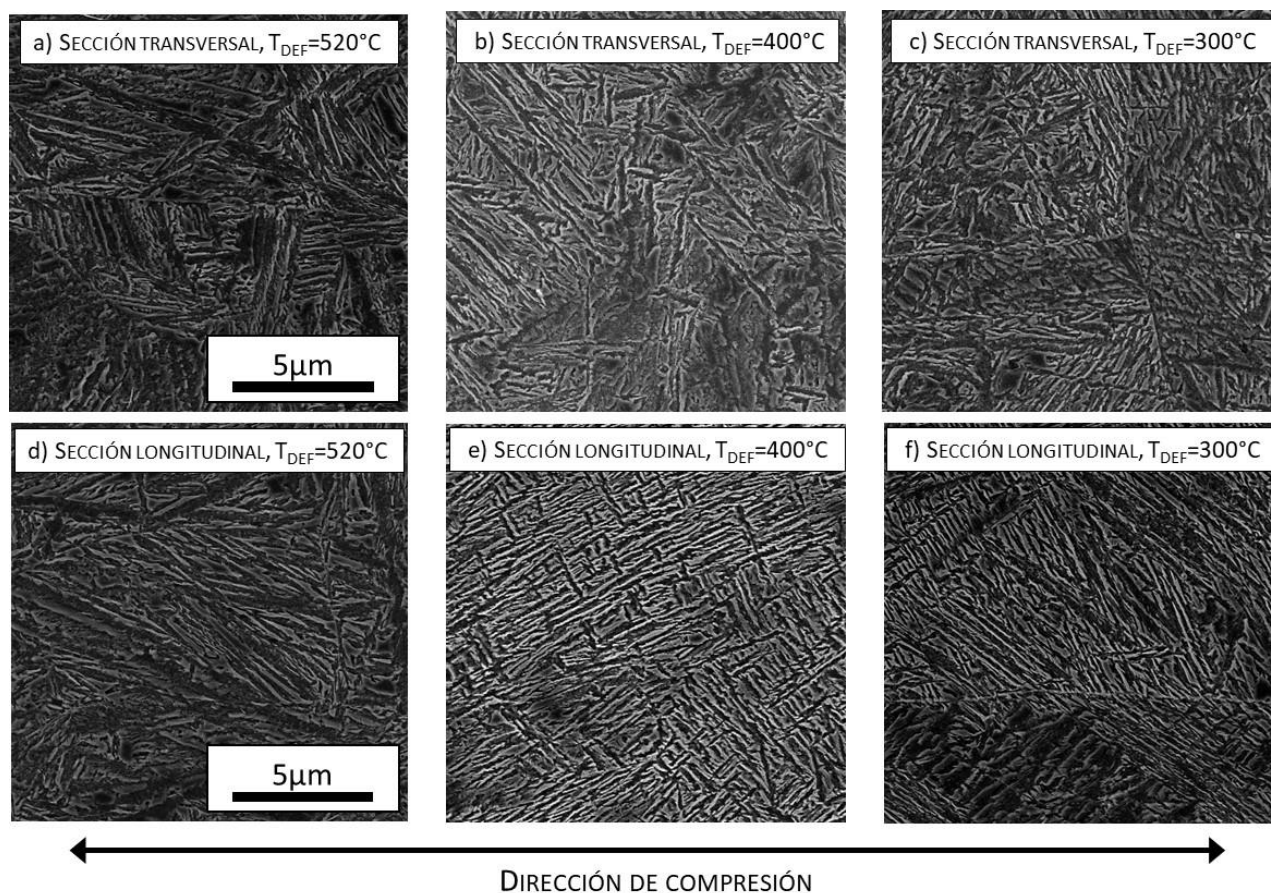 a) SECCIÓN TRANSVERSAL, TDEF=520°C
b) SECCIÓN TRANSVERSAL, TDEF=400°C
c) SECCIÓN TRANSVERSAL, TDEF=300°C
5µm
d) SECCIÓN LONGITUDINAL, TDEF=520°C
e) SECCIÓN LONGITUDINAL, TDEF=400°C
f) SECCIÓN LONGITUDINAL, TDEF=300°C
5µm
DIRECCIÓN DE COMPRESIÓN